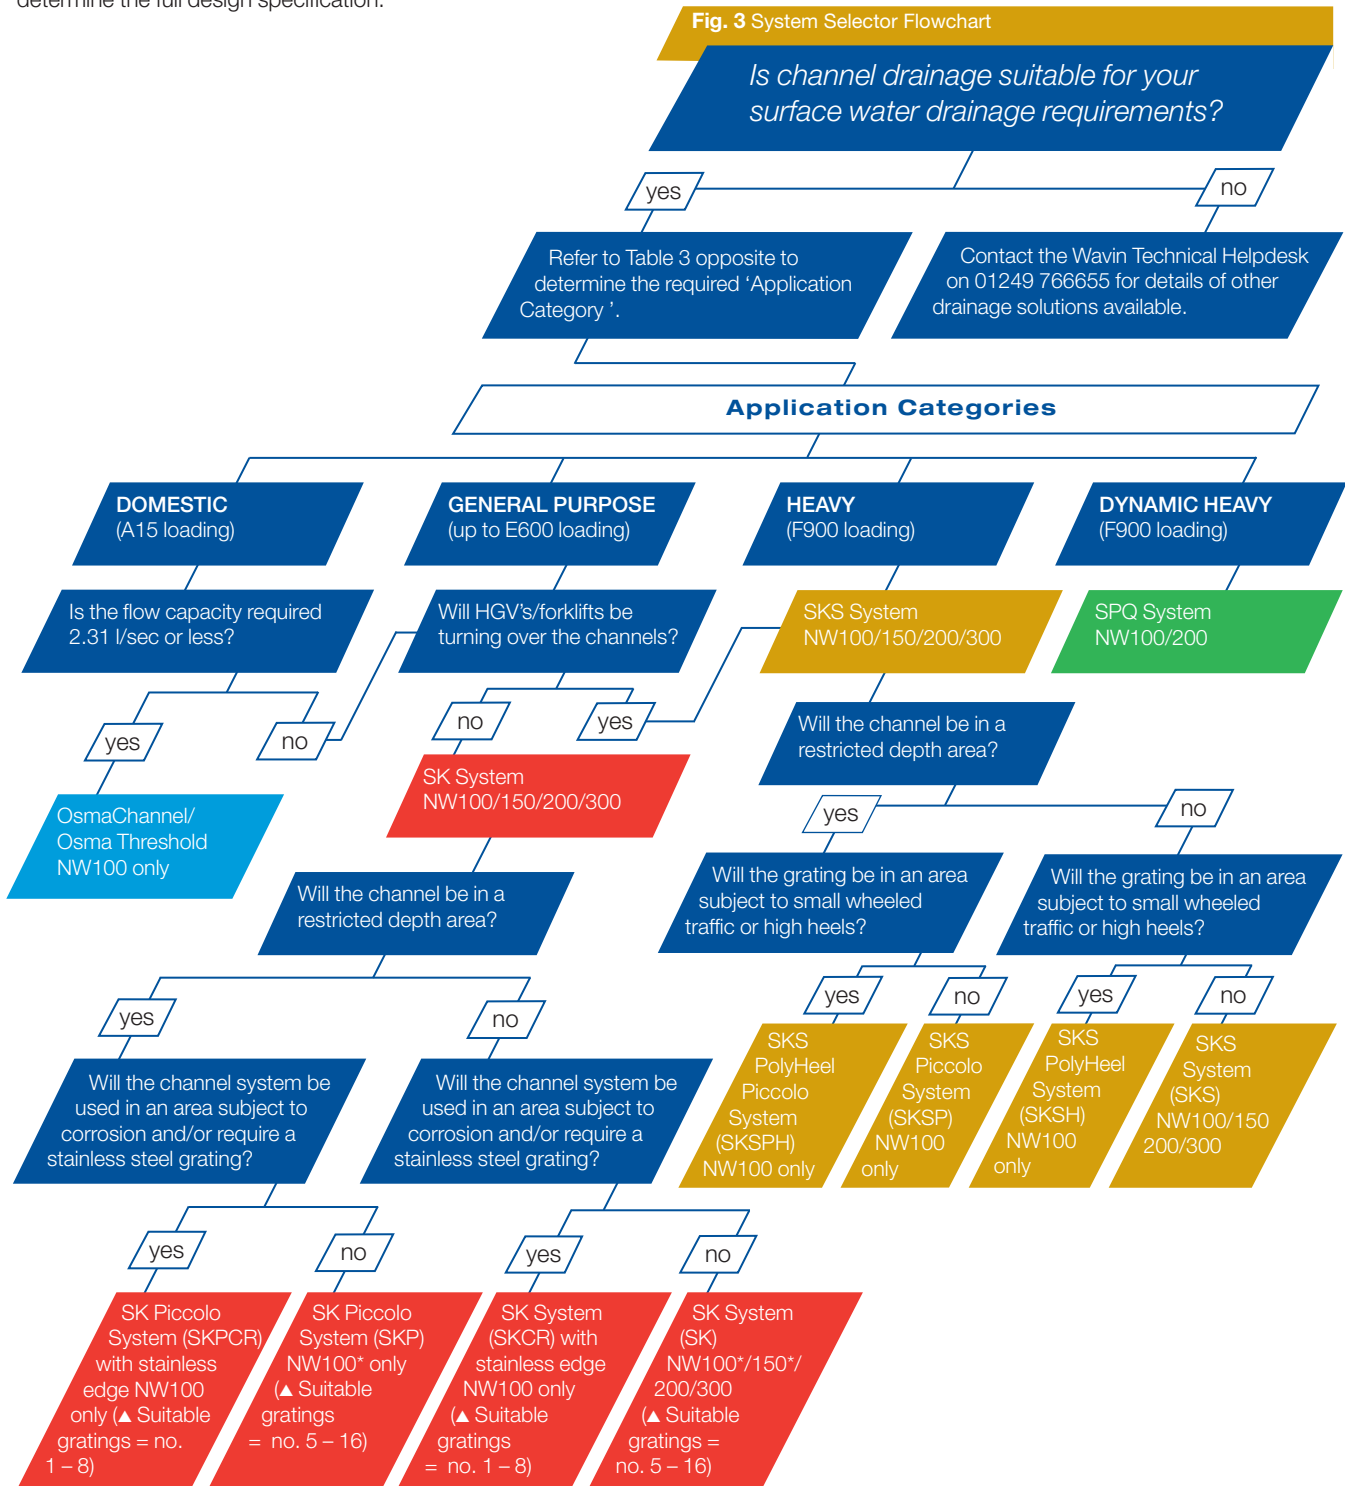 determine the full design specification.
Fig. 3 System Selector Flowchart
Is channel drainage suitable for your
surface water drainage requirements?
yes
no
Refer to Table 3 opposite to
determine the required ‘Application
Category ’.
Contact the Wavin Technical Helpdesk
on 01249 766655 for details of other
drainage solutions available.
Application Categories
DOMESTIC
(A15 loading)
GENERAL PURPOSE
(up to E600 loading)
HEAVY
(F900 loading)
DYNAMIC HEAVY
(F900 loading)
Is the flow capacity required
2.31 l/sec or less?
Will HGV’s/forklifts be
turning over the channels?
SKS System
NW100/150/200/300
SPQ System
NW100/200
yes
no
no
yes
Will the channel be in a
restricted depth area?
OsmaChannel/
Osma Threshold
NW100 only
SK System
NW100/150/200/300
yes
no
Will the channel be in a
restricted depth area?
Will the grating be in an area
subject to small wheeled
traffic or high heels?
Will the grating be in an area
subject to small wheeled
traffic or high heels?
yes
no
yes
no
yes
no
SKS
PolyHeel
Piccolo
System
(SKSPH)
NW100 only
SKS
Piccolo
System
(SKSP)
NW100
only
SKS
PolyHeel
System
(SKSH)
NW100
only
SKS
System
(SKS)
NW100/150
200/300
Will the channel system be
used in an area subject to
corrosion and/or require a
stainless steel grating?
Will the channel system be
used in an area subject to
corrosion and/or require a
stainless steel grating?
yes
no
yes
no
SK Piccolo
System (SKPCR)
with stainless
edge NW100
only (▲ Suitable
gratings = no.
1 – 8)
SK Piccolo
System (SKP)
NW100* only
(▲ Suitable
gratings
= no. 5 – 16)
SK System
(SKCR) with
stainless edge
NW100 only
(▲ Suitable
gratings
= no. 1 – 8)
SK System
(SK)
NW100*/150*/
200/300
(▲ Suitable
gratings =
no. 5 – 16)